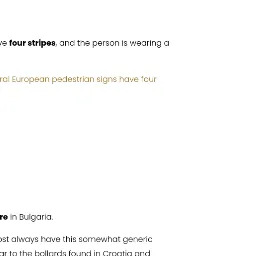 ve four stripes, and the person is wearing a
ral European pedestrian signs have four
re in Bulgaria.
ost always have this somewhat generic
ar to the bollards found in Croatia and